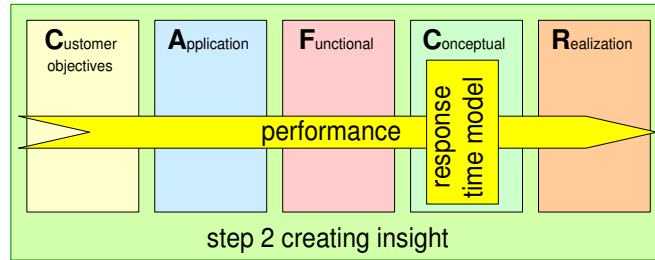 Customer
objectives
Application
Functional
Conceptual
Realization
performance
response
time model
step 2 creating insight